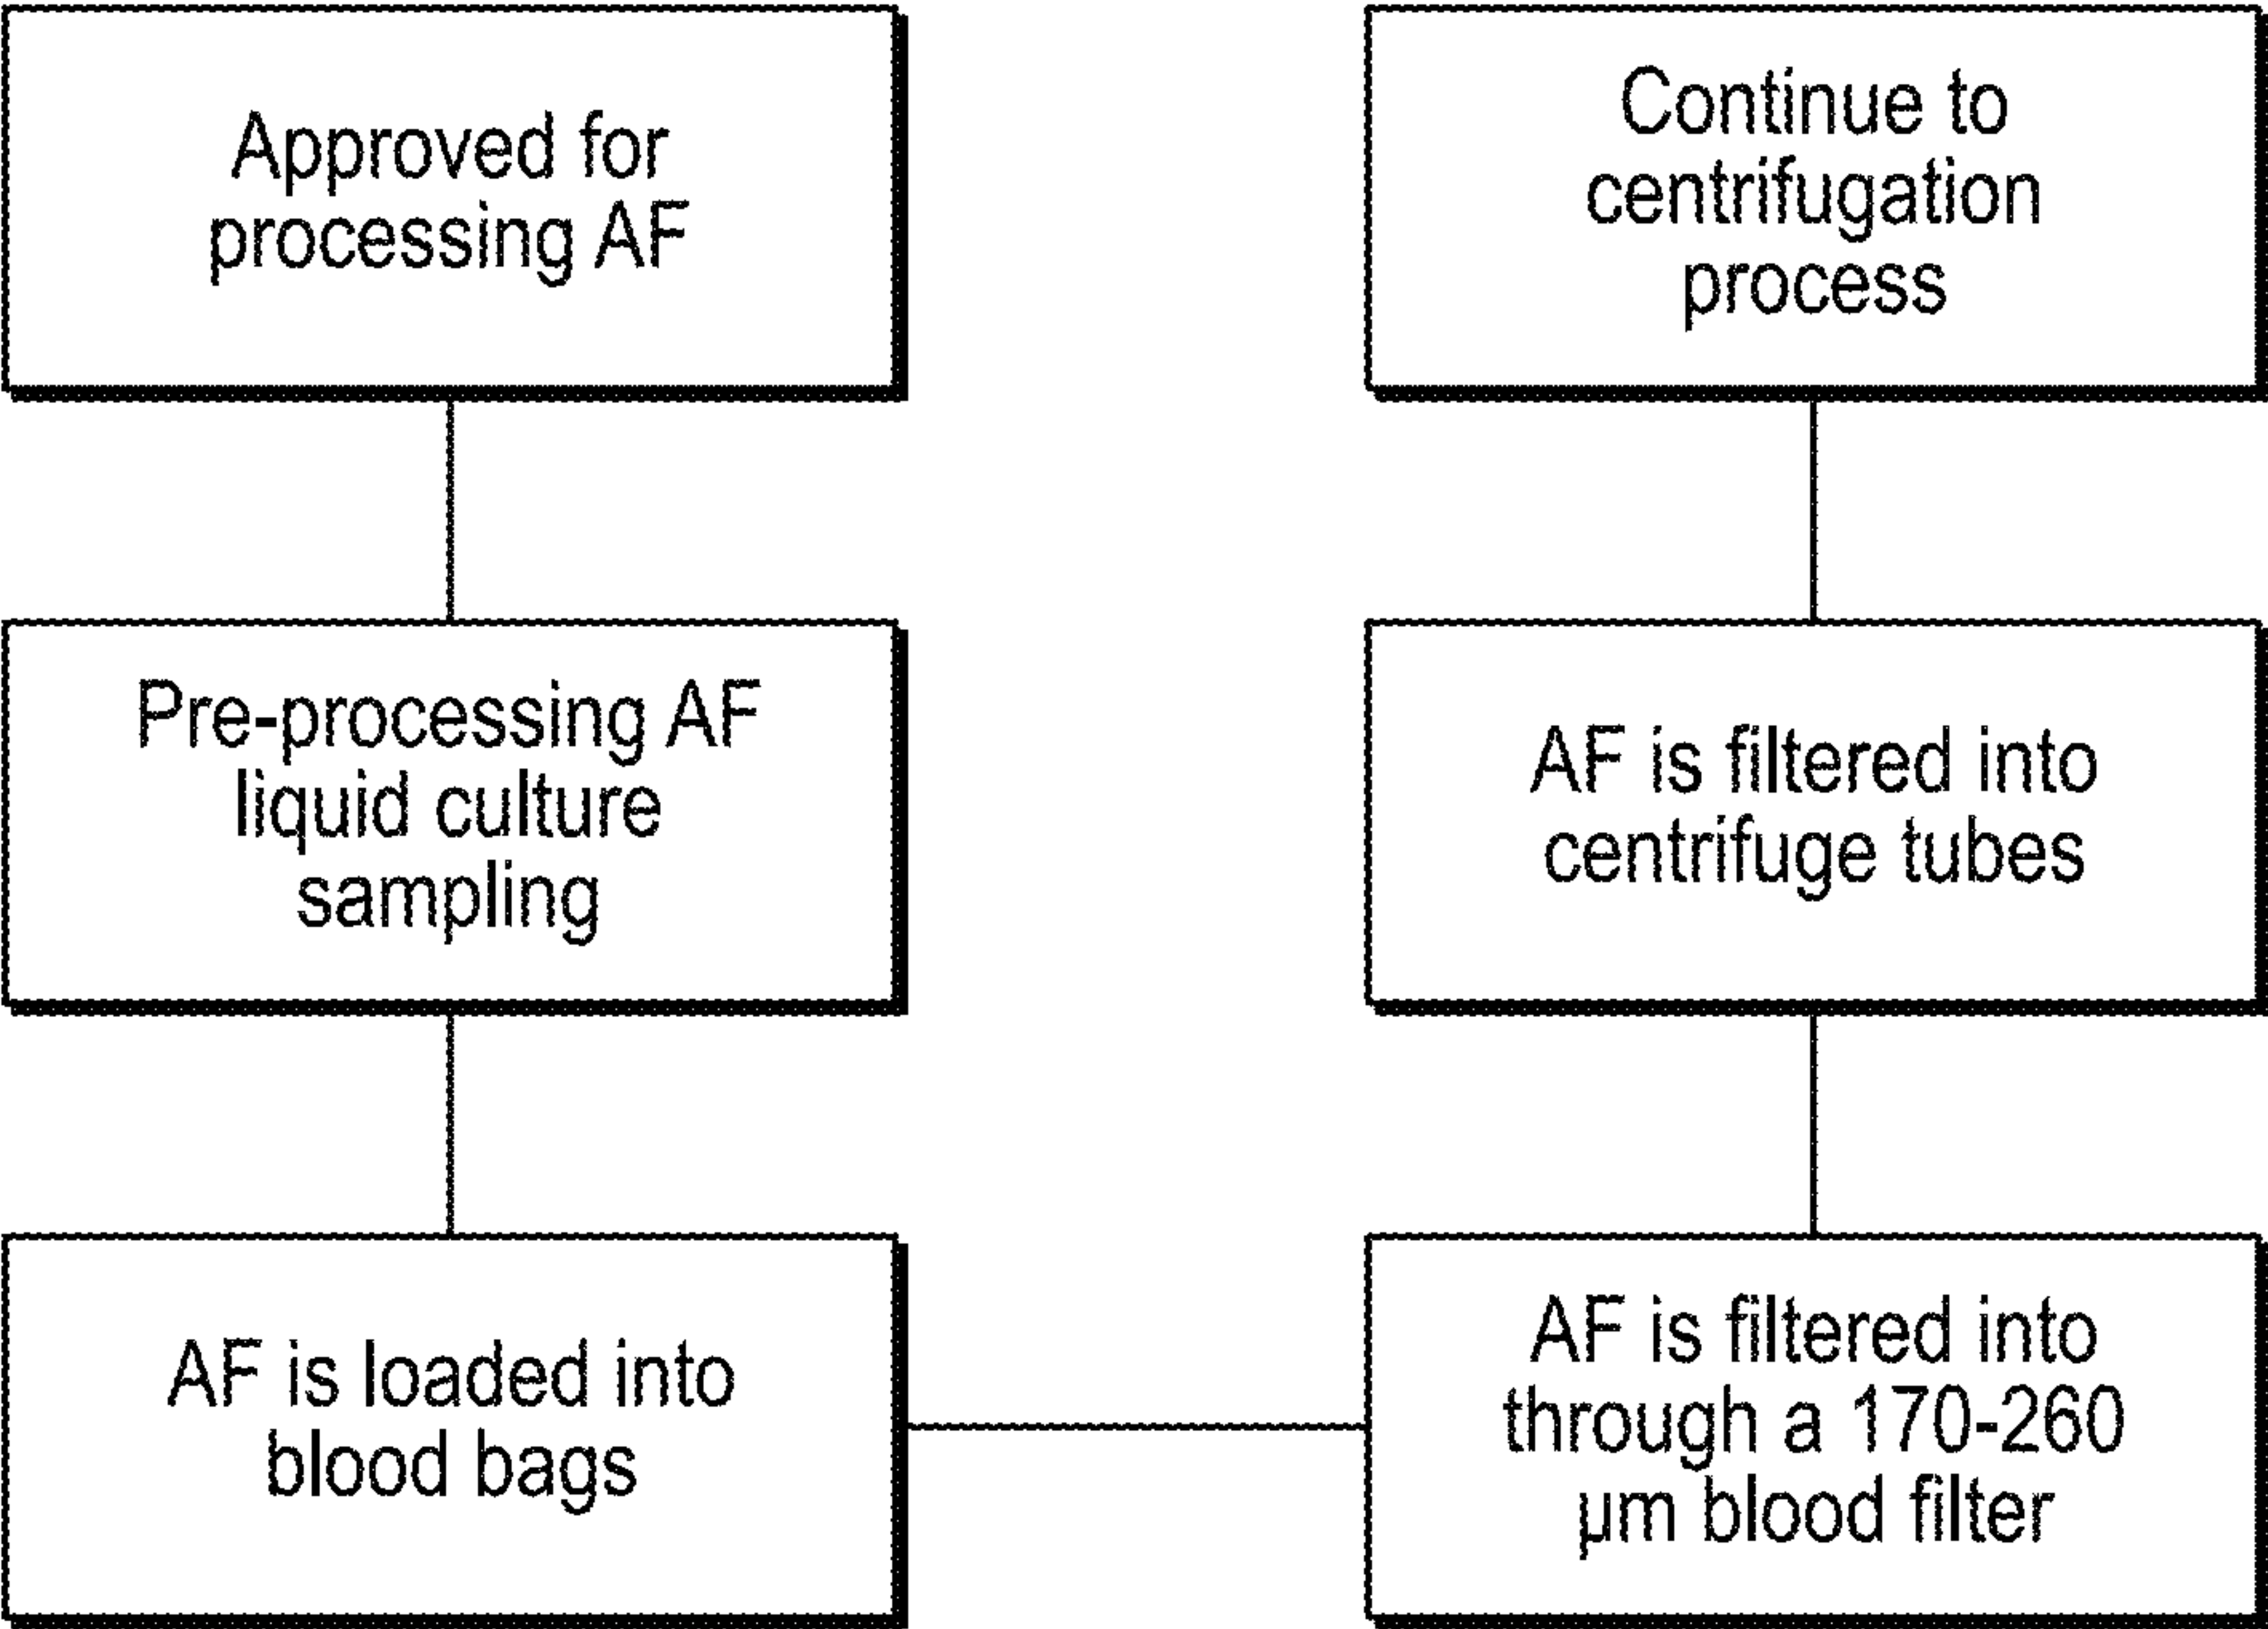 Approved for
processing AF
Pre-processing AF
liquid culture
sampling
AF is loaded into
blood bags
AF is filtered into
through a 170-260
µm blood filter
AF is filtered into
centrifuge tubes
Continue to
centrifugation
process